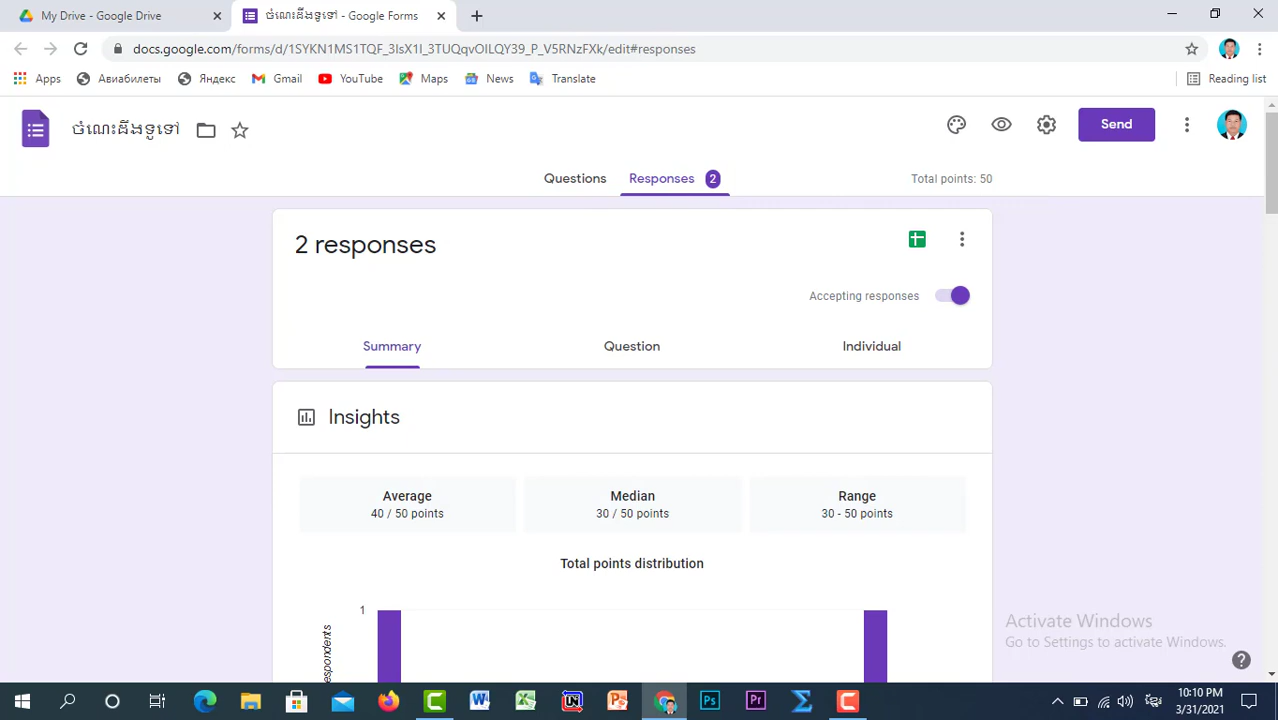 My Drive - Google Drive
ចំណេះដឹងទូទៅ - Google Forms
docs.google.com/forms/d/1SYKN1MS1TQF_3IsX1I_3TUQqvOILQY39_P_V5RNzFXk/edit#responses
Apps Авиабилеты Яндекс Gmail YouTube Maps News Translate Reading list
ចំណេះដឹងទូទៅ
Send
Questions Responses 2 Total points: 50
2 responses
Accepting responses
Summary Question Individual
Insights
Average Median Range
40 / 50 points 30 / 50 points 30 - 50 points
Total points distribution
1
Activate Windows
Go to Settings to activate Windows.
10:10 PM
3/31/2021